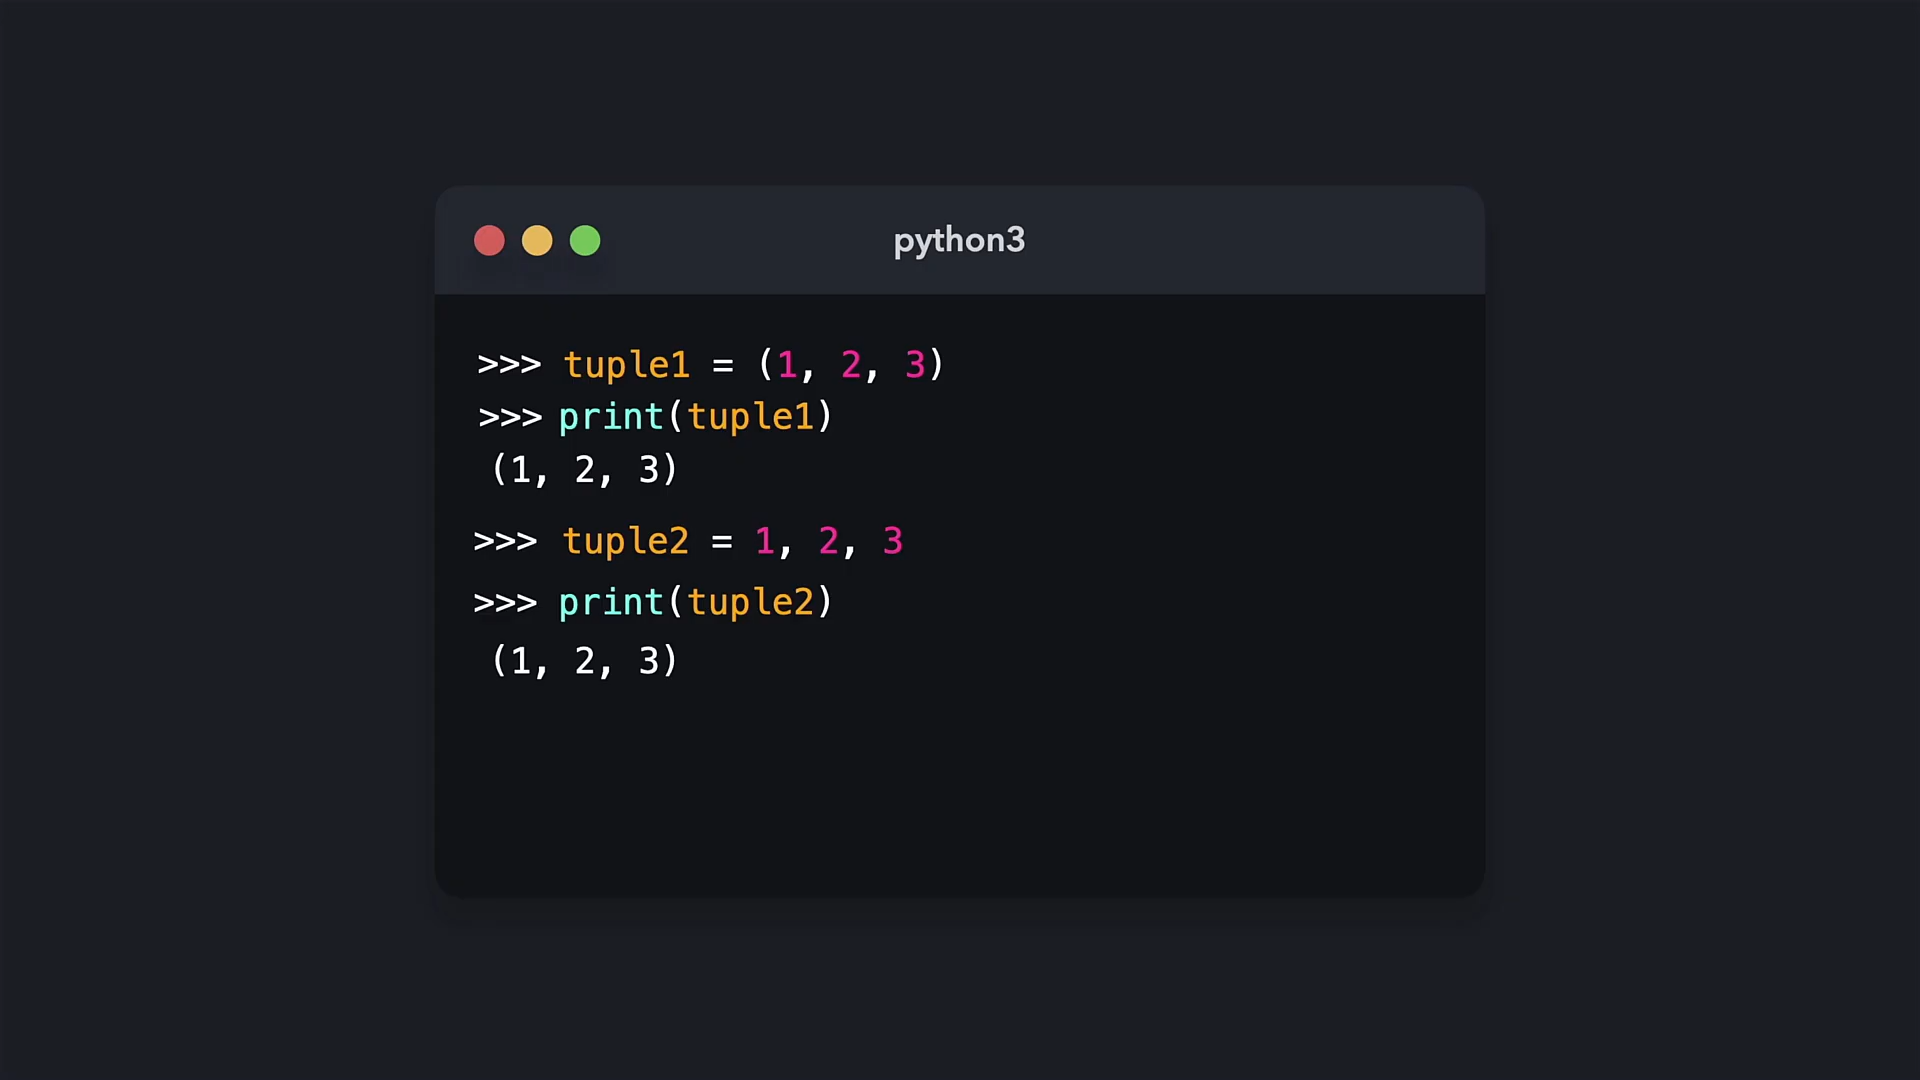 python3
>>> tuple1 = (1, 2, 3)
>>> print(tuple1)
(1, 2, 3)
>>> tuple2 = 1, 2, 3
>>> print(tuple2)
(1, 2, 3)